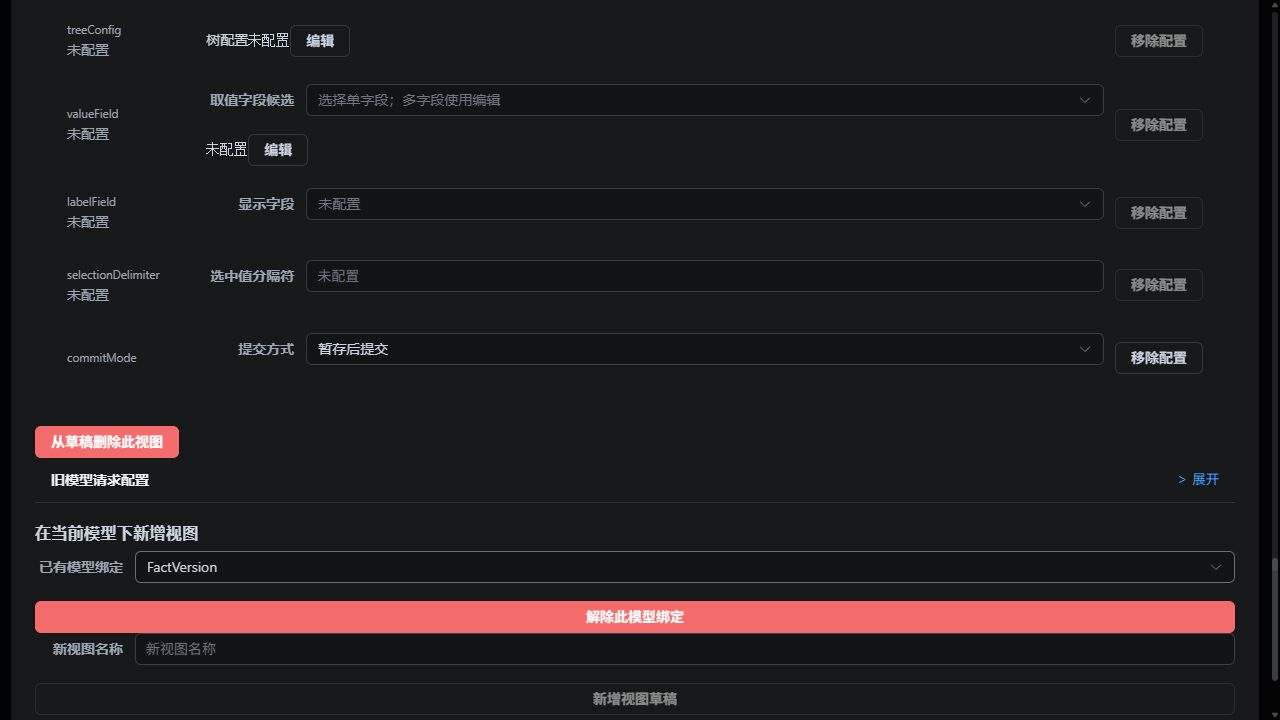 treeConfig
未配置
树配置未配置 编辑 移除配置
valueField
未配置
取值字段候选 选择单字段；多字段使用编辑
移除配置
未配置 编辑
labelField
未配置
显示字段 未配置
移除配置
selectionDelimiter
未配置
选中值分隔符 未配置
移除配置
commitMode
提交方式 暂存后提交
移除配置
从草稿删除此视图
旧模型请求配置 > 展开
在当前模型下新增视图
已有模型绑定 FactVersion
解除此模型绑定
新视图名称 新视图名称
新增视图草稿